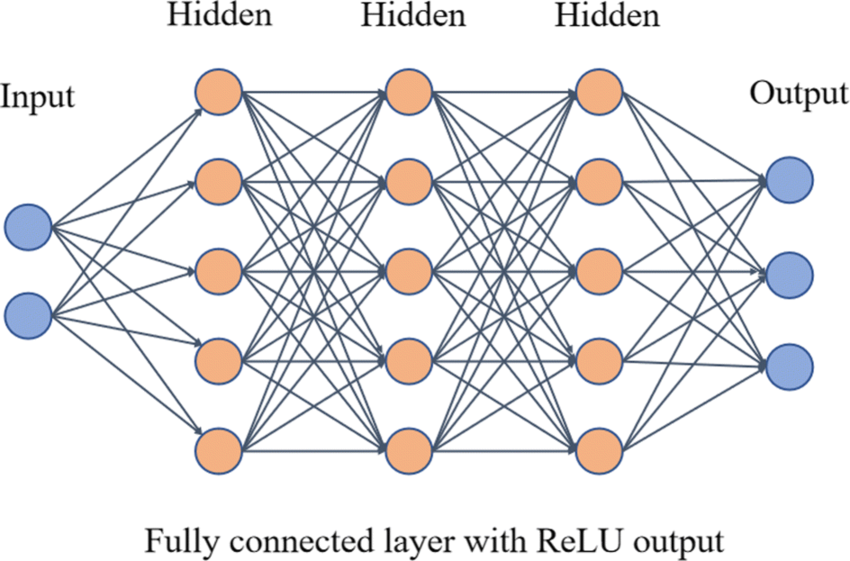 Hidden Hidden Hidden
Input
Output
Fully connected layer with ReLU output